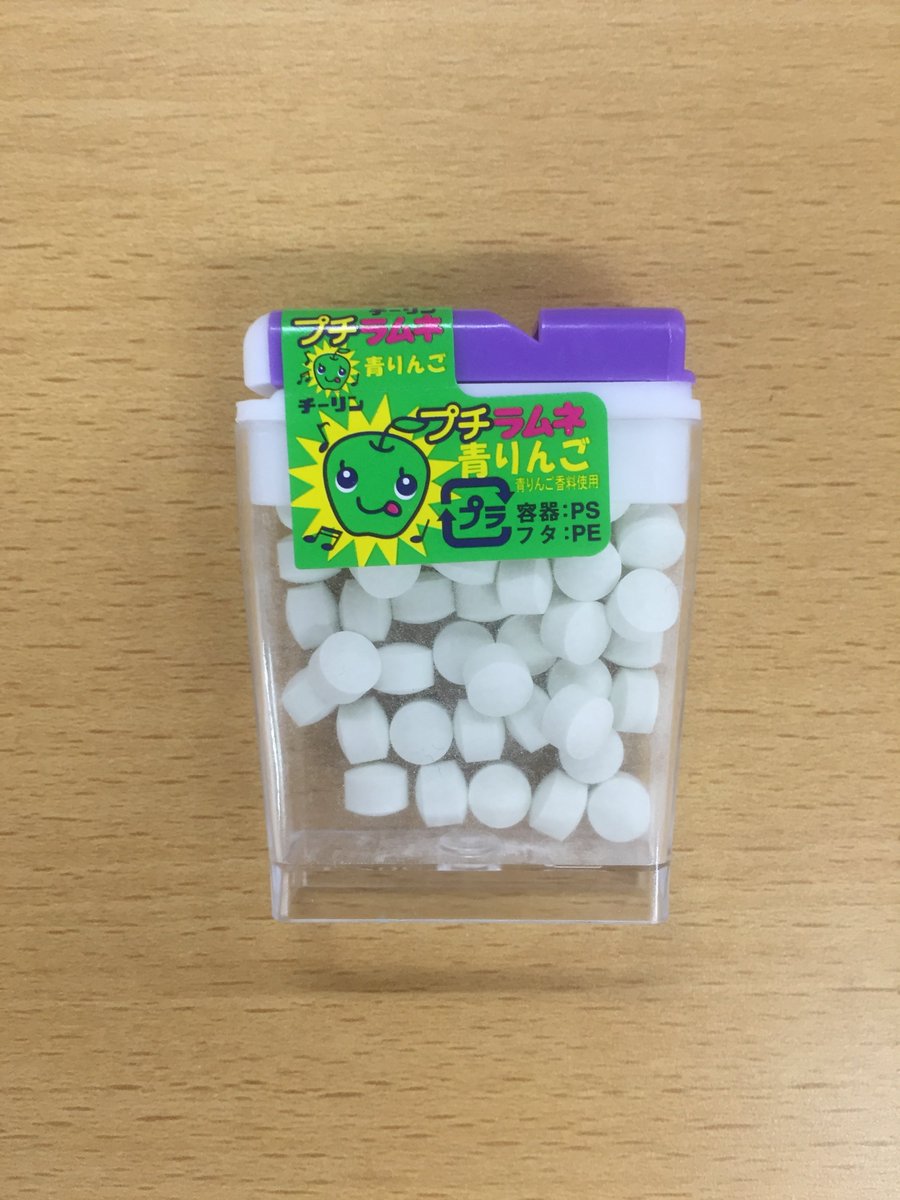 チーリン
プチラムネ
青りんご
チーリン
プチラムネ
青りんご
青りんご香料使用
プラ
容器:PS
フタ:PE